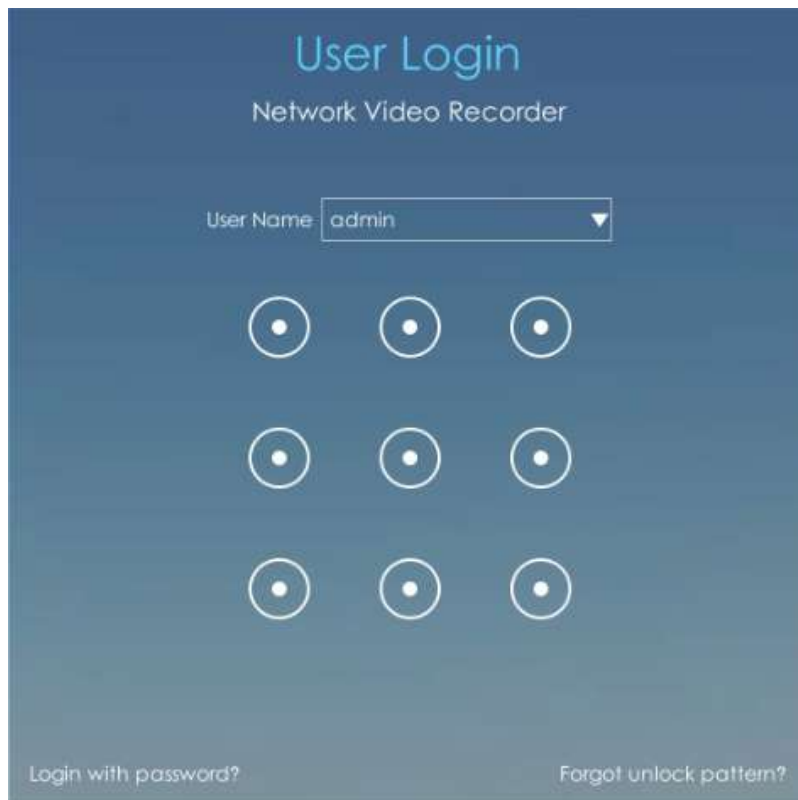 User Login
Network Video Recorder
User Name admin
Login with password? Forgot unlock pattern?